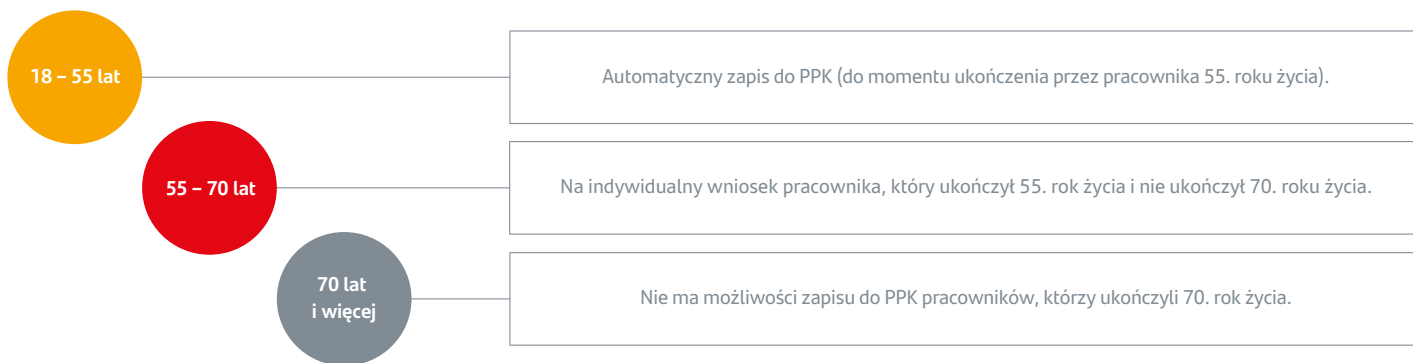 18 – 55 lat
Automatyczny zapis do PPK (do momentu ukończenia przez pracownika 55. roku życia).
55 – 70 lat
Na indywidualny wniosek pracownika, który ukończył 55. rok życia i nie ukończył 70. roku życia.
70 lat
i więcej
Nie ma możliwości zapisu do PPK pracowników, którzy ukończyli 70. rok życia.